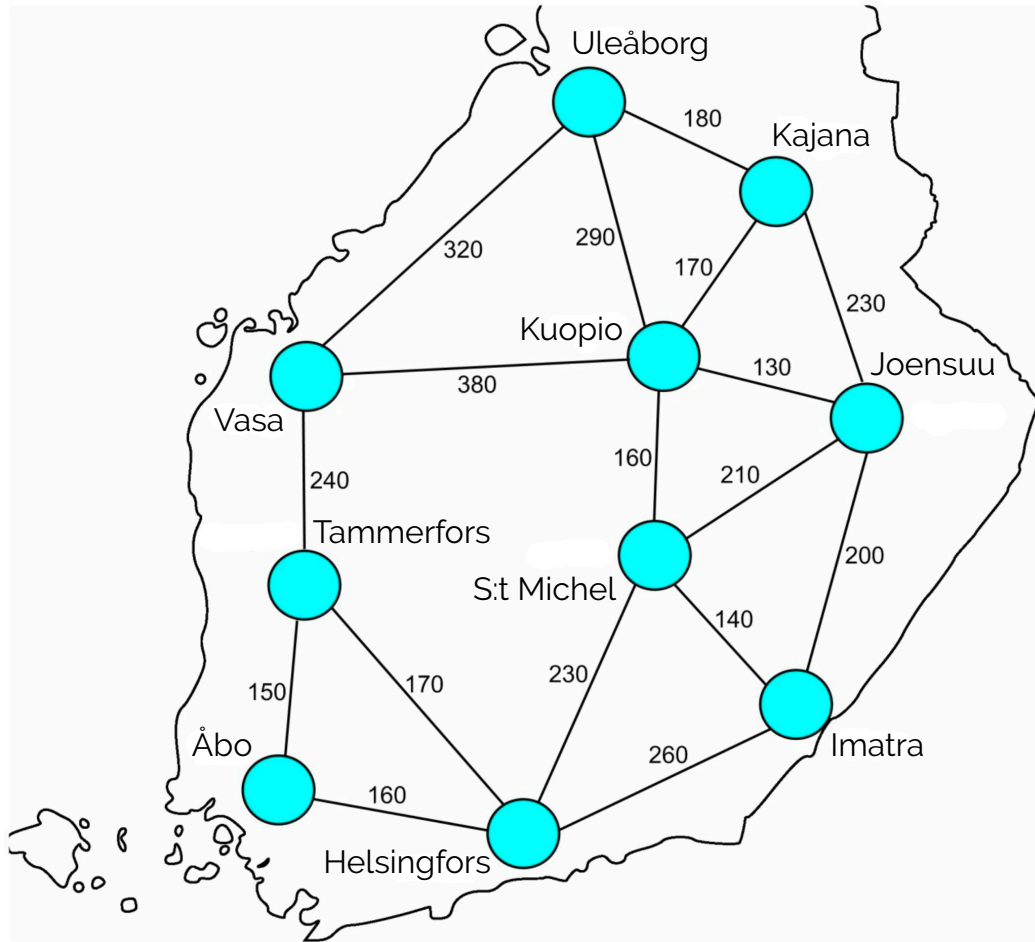 Uleåborg
180
Kajana
320
290
170
230
Kuopio
130
Joensuu
380
Vasa
160
210
240
Tammerfors
200
S:t Michel
140
230
170
150
Åbo
Imatra
260
160
Helsingfors